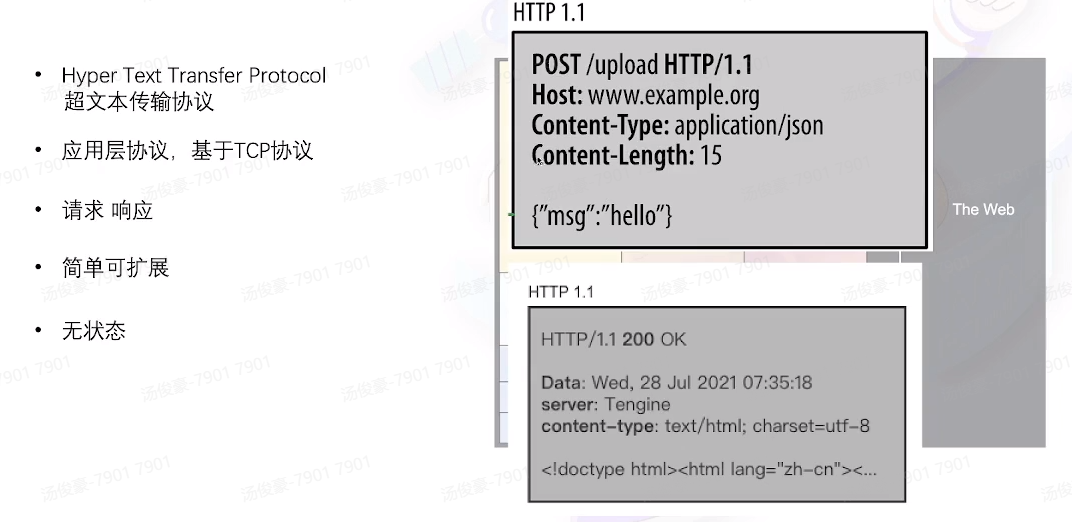 HTTP 1.1
• Hyper Text Transfer Protocol
超文本传输协议
• 应用层协议，基于TCP协议
• 请求 响应
• 简单可扩展
• 无状态
POST /upload HTTP/1.1
Host: www.example.org
Content-Type: application/json
Content-Length: 15
{"msg":"hello"}
The Web
HTTP 1.1
HTTP/1.1 200 OK
Data: Wed, 28 Jul 2021 07:35:18
server: Tengine
content-type: text/html; charset=utf-8
<!doctype html><html lang="zh-cn"><...
汤俊豪-7901 7901